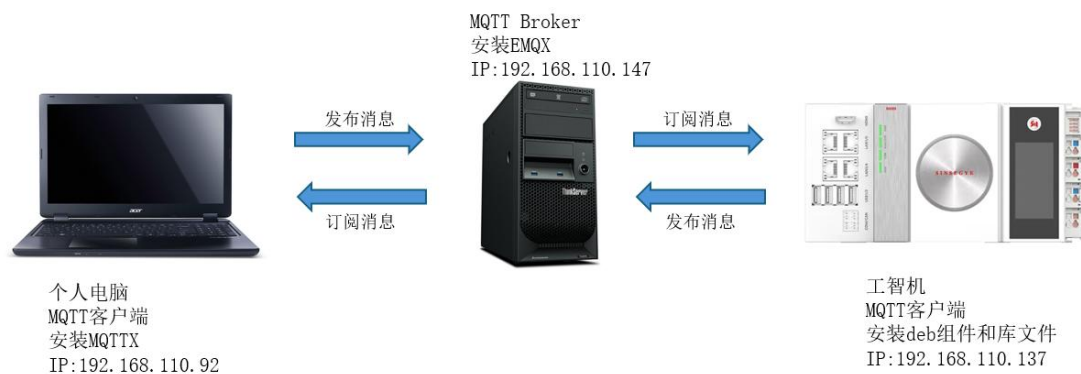 MQTT Broker
安装EMQX
IP:192.168.110.147
发布消息
订阅消息
订阅消息
发布消息
acer
ThinkServer
SINSEGYE
个人电脑
MQTT客户端
安装MQTTX
IP:192.168.110.92
工智机
MQTT客户端
安装deb组件和库文件
IP:192.168.110.137